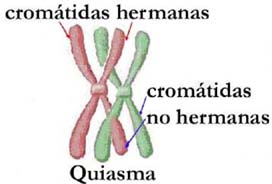 cromátidas hermanas
cromátidas
no hermanas
Quiasma